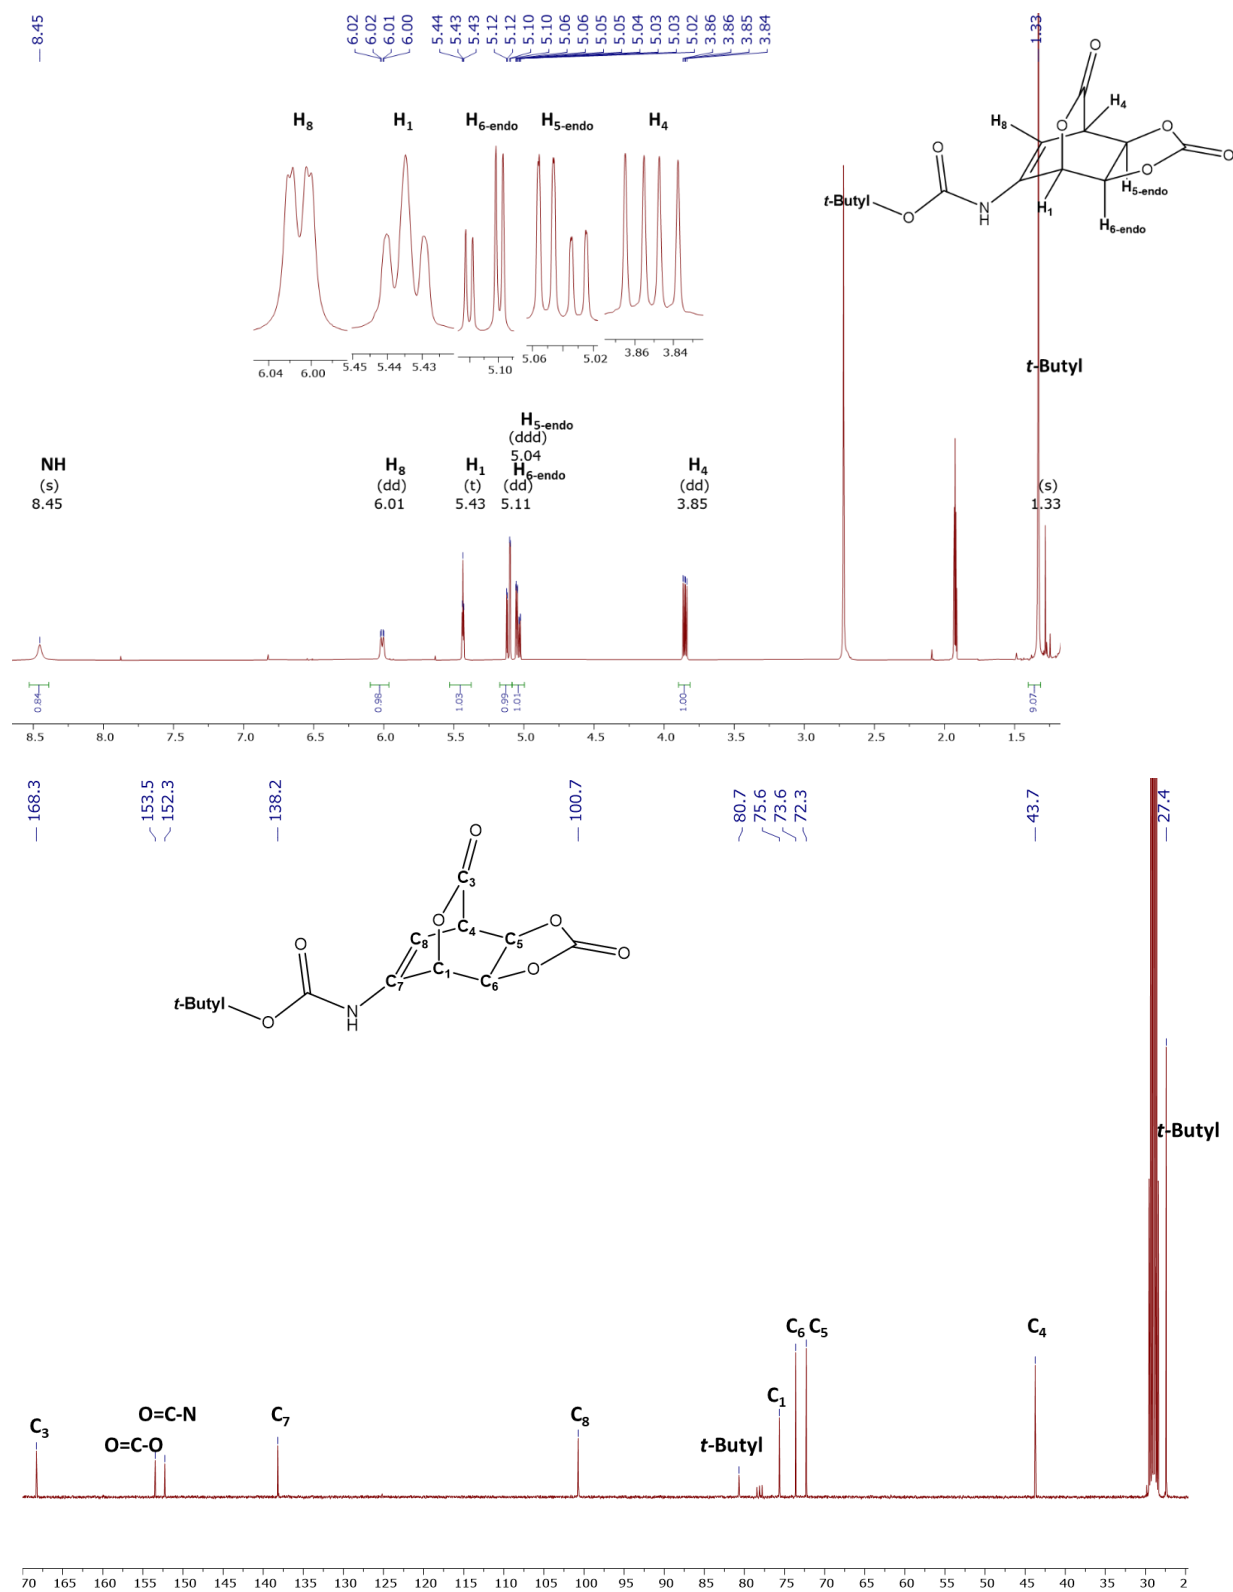 8.45
6.02
6.02
6.01
6.00
5.44
5.43
5.43
5.12
5.12
5.10
5.10
5.06
5.06
5.05
5.05
5.04
5.03
5.03
5.02
3.86
3.86
3.85
3.84
1.33
H8 H1 H6-endo H5-endo H4
6.04 6.00 5.45 5.44 5.43 5.10 5.06 5.02 3.86 3.84
O
H4
H8
O
O
O
O
O
H5-endo
t-Butyl
O
N
H
H1
H6-endo
t-Butyl
H5-endo
(ddd)
5.04
NH H8 H1 H6-endo H4
(s) (dd) (t) (dd) (dd) (s)
8.45 6.01 5.43 5.11 3.85 1.33
0.84 0.98 1.03 0.99 1.01 1.00 9.07
8.5 8.0 7.5 7.0 6.5 6.0 5.5 5.0 4.5 4.0 3.5 3.0 2.5 2.0 1.5
168.3
153.5
152.3
138.2
100.7
80.7
75.6
73.6
72.3
43.7
27.4
O
C3
O
O
C8 C4 C5
O
O
O
C7 C1 C6
t-Butyl
O
N
H
t-Butyl
C6 C5 C4
C1
O=C-N C7 C8
C3
O=C-O t-Butyl
70 165 160 155 150 145 140 135 130 125 120 115 110 105 100 95 90 85 80 75 70 65 60 55 50 45 40 35 30 25